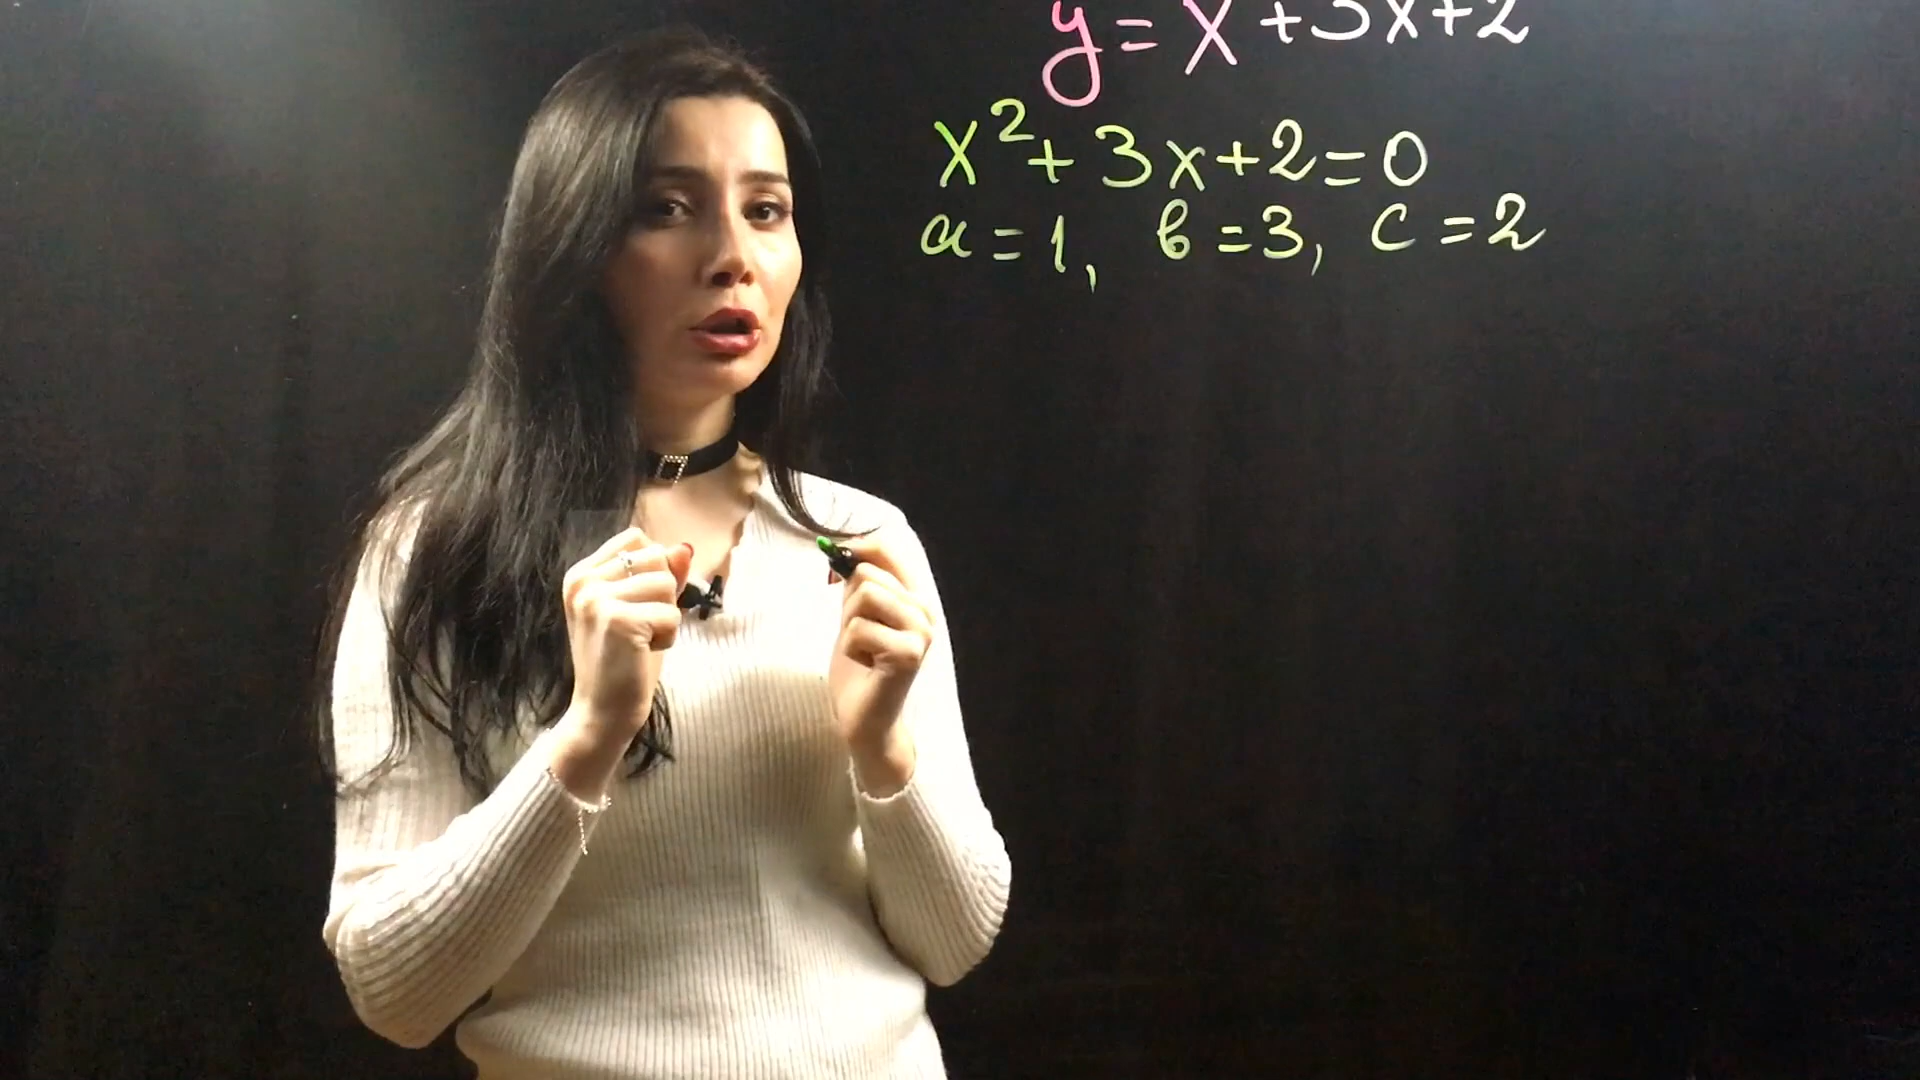 y = x + 3x + 2
x² + 3x + 2 = 0
a = 1, b = 3, c = 2